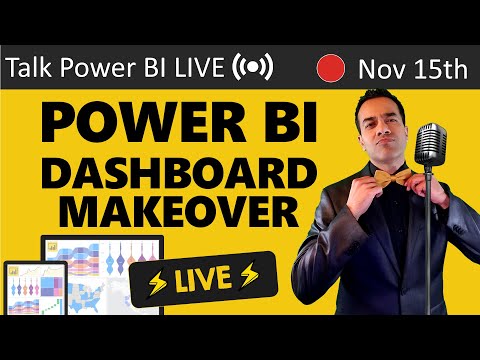 Talk Power BI LIVE
Nov 15th
POWER BI
DASHBOARD
MAKEOVER
LIVE